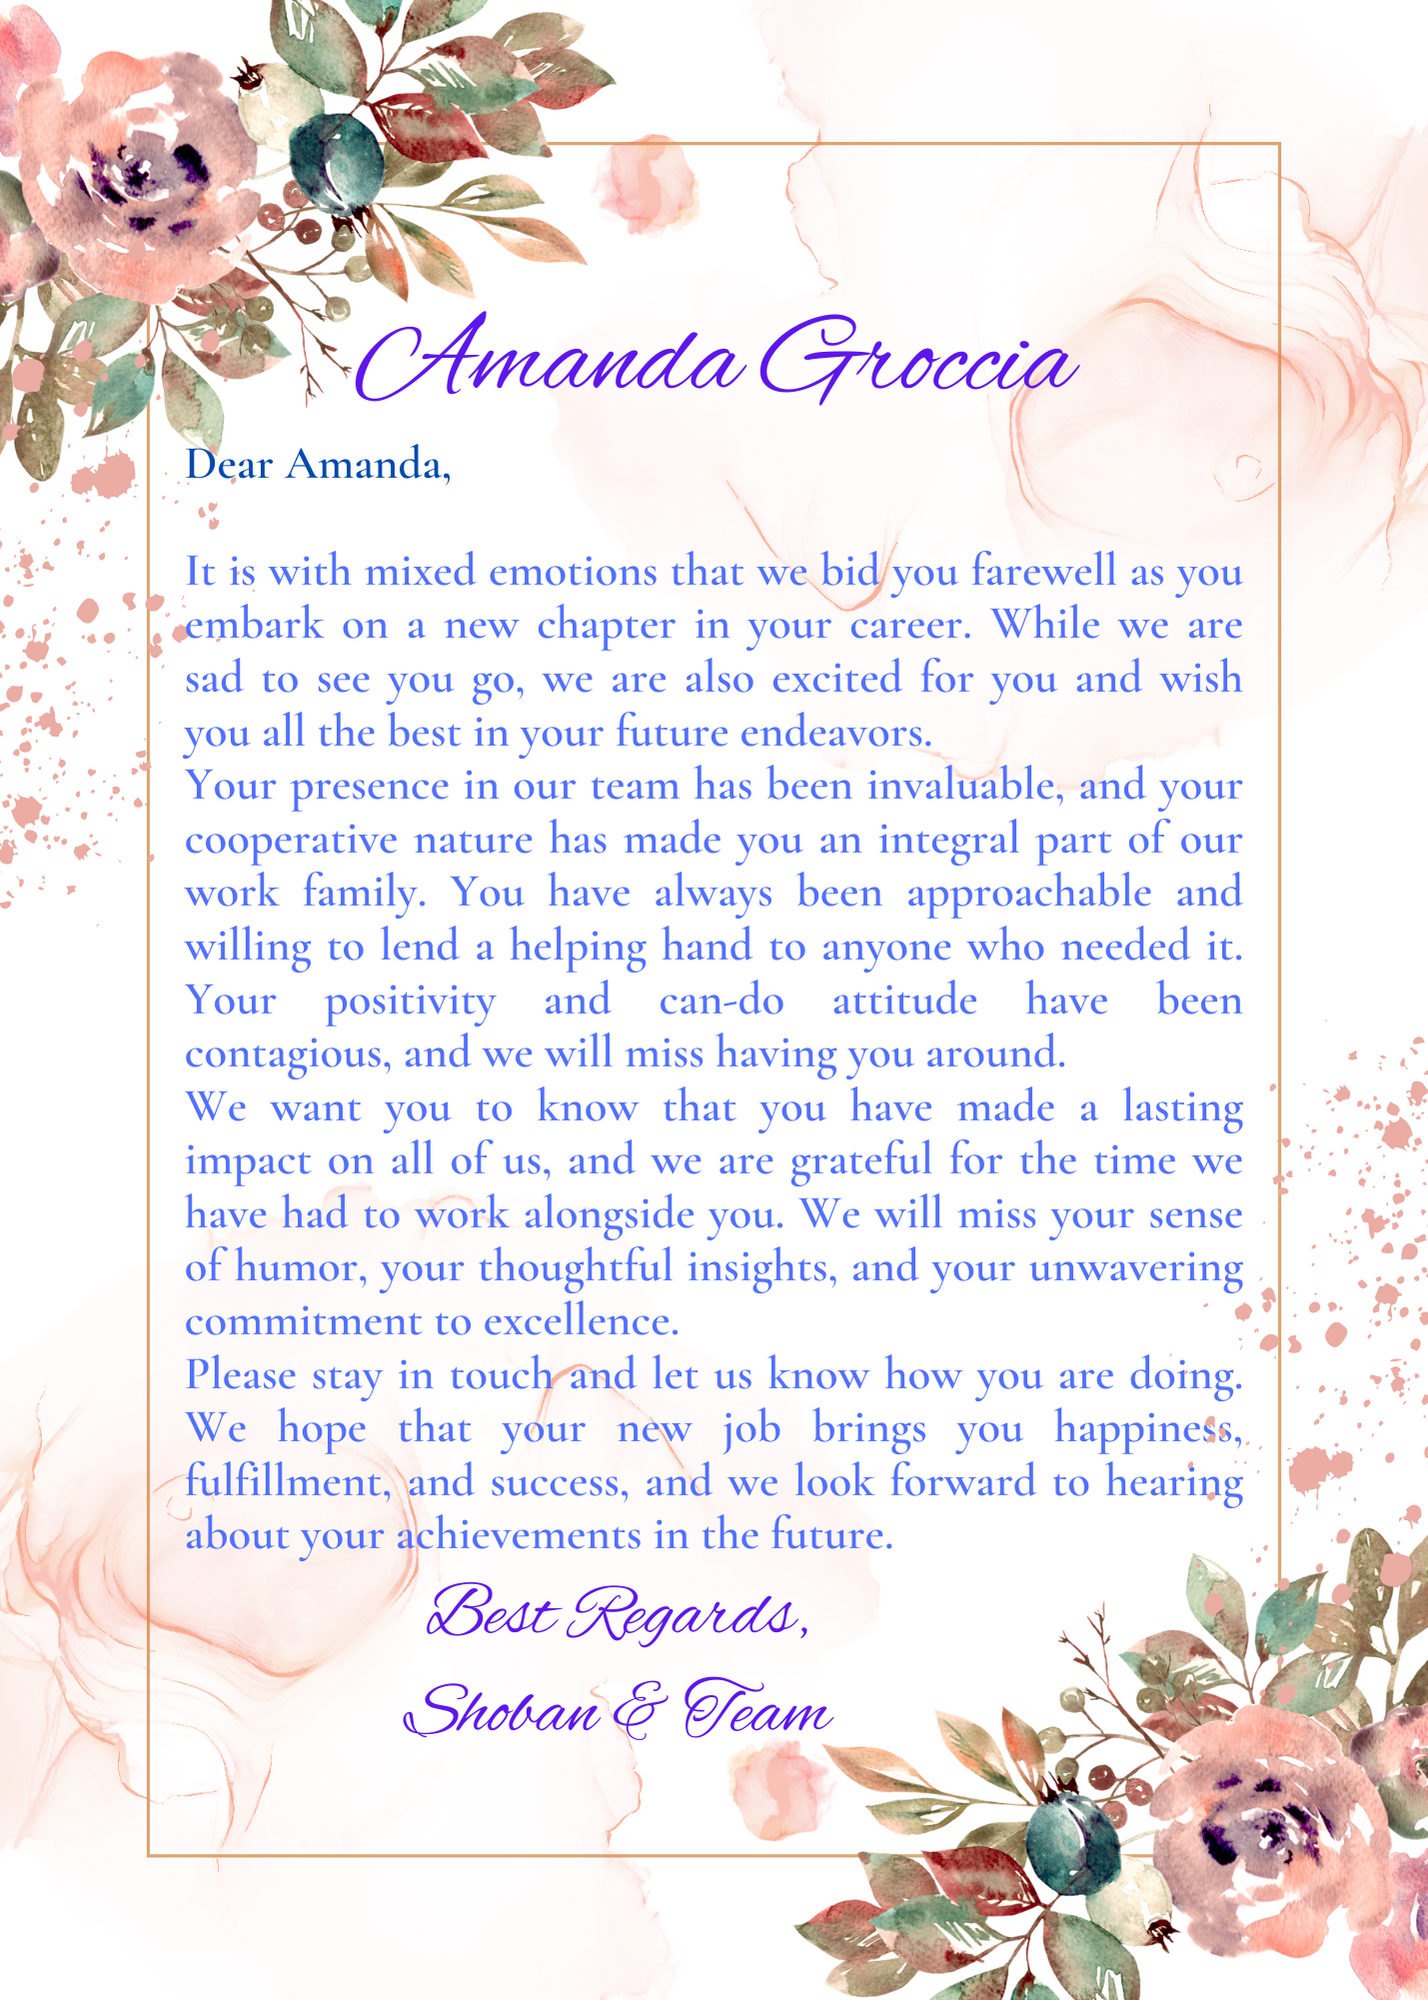 Amanda Groccia
Dear Amanda,
It is with mixed emotions that we bid you farewell as you
embark on a new chapter in your career. While we are
sad to see you go, we are also excited for you and wish
you all the best in your future endeavors.
Your presence in our team has been invaluable, and your
cooperative nature has made you an integral part of our
work family. You have always been approachable and
willing to lend a helping hand to anyone who needed it.
Your positivity and can-do attitude have been
contagious, and we will miss having you around.
We want you to know that you have made a lasting
impact on all of us, and we are grateful for the time we
have had to work alongside you. We will miss your sense
of humor, your thoughtful insights, and your unwavering
commitment to excellence.
Please stay in touch and let us know how you are doing.
We hope that your new job brings you happiness,
fulfillment, and success, and we look forward to hearing
about your achievements in the future.
Best Regards,
Shoban & Team